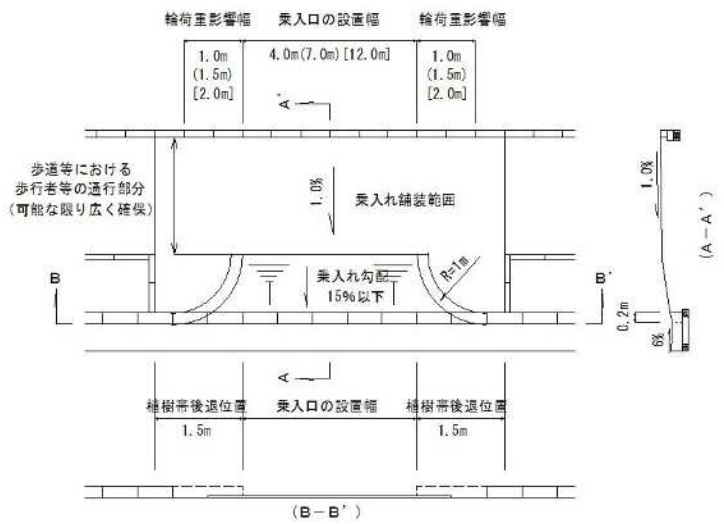 輪荷重影響幅 乗入口の設置幅 輪荷重影響幅
1.0m 4.0m(7.0m)[12.0m] 1.0m
(1.5m) (1.5m)
[2.0m] [2.0m]
A'
歩道等における
歩行者等の通行部分
(可能な限り広く確保)
1.0%
乗入れ舗装範囲
1.0%
(A-A')
B
乗入れ勾配
15%以下
R=1m
B'
0.2m
6%
A
植樹帯後退位置 乗入口の設置幅 植樹帯後退位置
1.5m 1.5m
(B-B')